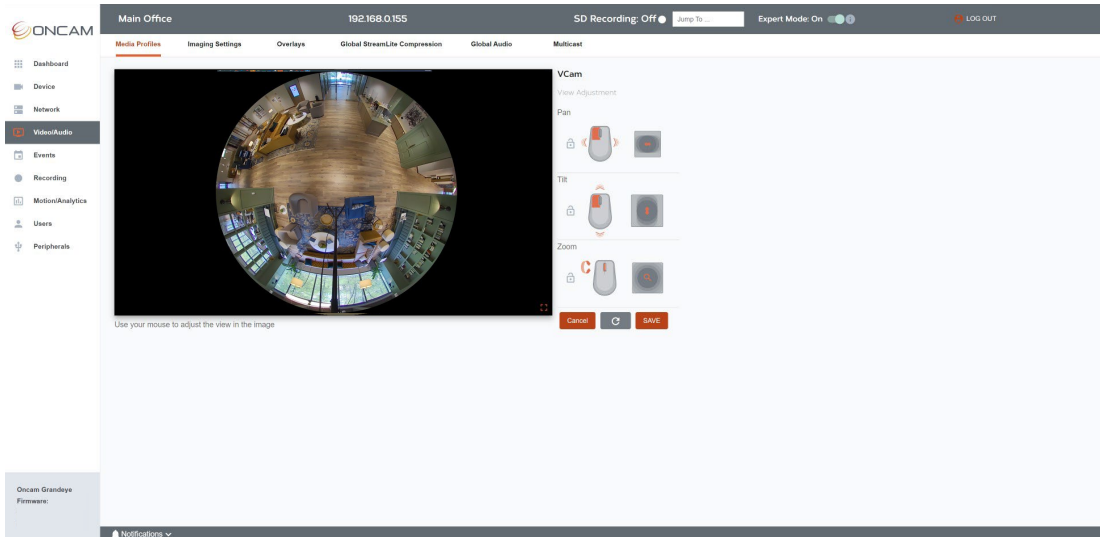 ONCAM
Main Office
192.168.0.155
SD Recording: Off
Jump To ...
Expert Mode: On
LOG OUT
Media Profiles
Imaging Settings
Overlays
Global StreamLite Compression
Global Audio
Multicast
Dashboard
Device
Network
Video/Audio
Events
Recording
Motion/Analytics
Users
Peripherals
VCam
View Adjustment
Pan
Tilt
Zoom
Cancel
SAVE
Use your mouse to adjust the view in the image
Oncam Grandeye
Firmware:
Notifications